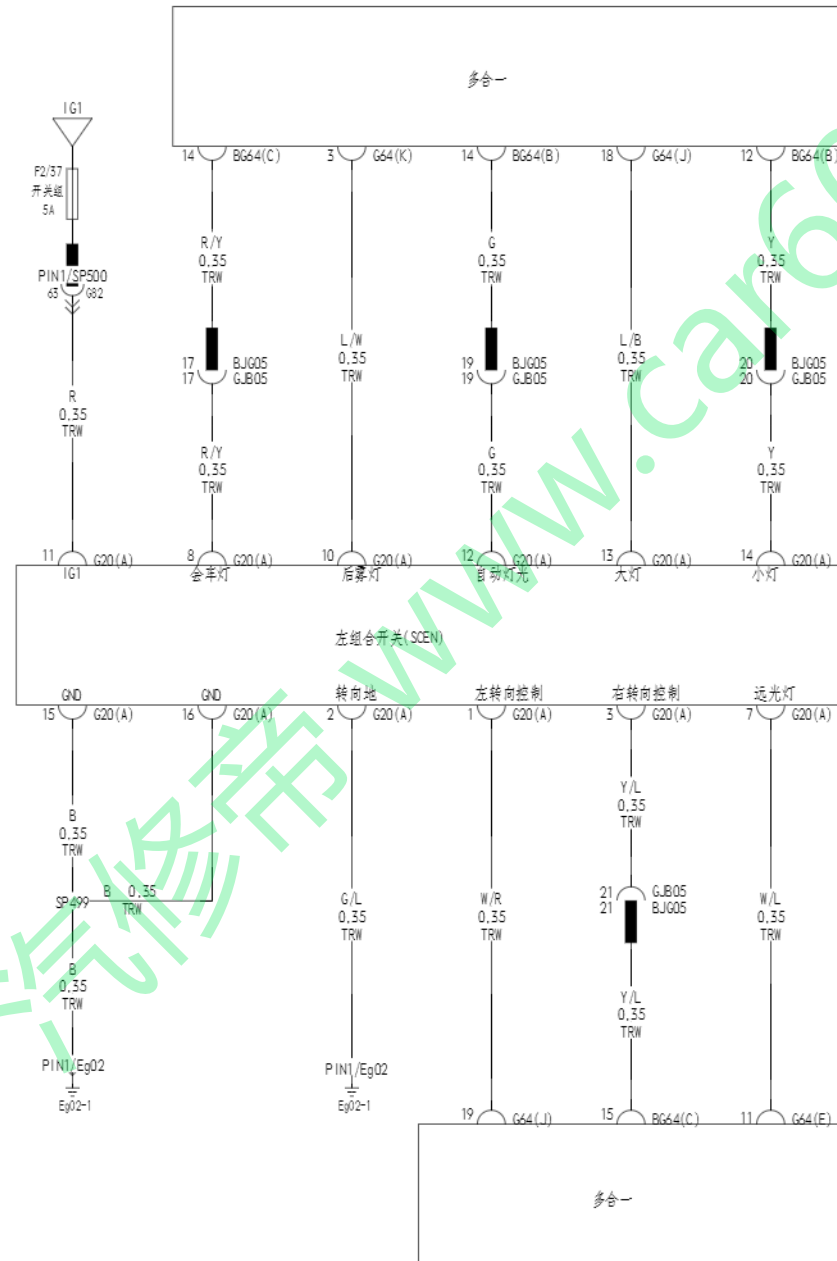 多合一
IG1
14 BG64(C) 3 G64(K) 14 BG64(B) 18 G64(J) 12 BG64(B)
F2/37
开关组
5A
R/Y
0.35
TRW
G
0.35
TRW
Y
0.35
TRW
PIN1/SP500
63 G82
L/W
0.35
TRW
L/B
0.35
TRW
17 BJG05
17 GJB05
19 BJG05
19 GJB05
20 BJG05
20 GJB05
R
0.35
TRW
R/Y
0.35
TRW
G
0.35
TRW
Y
0.35
TRW
11 G20(A) 8 G20(A) 10 G20(A) 12 G20(A) 13 G20(A) 14 G20(A)
IG1 会车灯 后雾灯 自动灯光 大灯 小灯
左组合开关(SCEN)
GND GND 转向地 左转向控制 右转向控制 远光灯
15 G20(A) 16 G20(A) 2 G20(A) 1 G20(A) 3 G20(A) 7 G20(A)
Y/L
0.35
TRW
B
0.35
TRW
SP499 B 0.35
TRW
G/L
0.35
TRW
W/R
0.35
TRW
21 GJB05
21 BJG05
W/L
0.35
TRW
B
0.35
TRW
Y/L
0.35
TRW
PIN1/Eg02
Eg02-1
PIN1/Eg02
Eg02-1
19 G64(J) 15 BG64(C) 11 G64(E)
多合一
汽修帝 www.car6